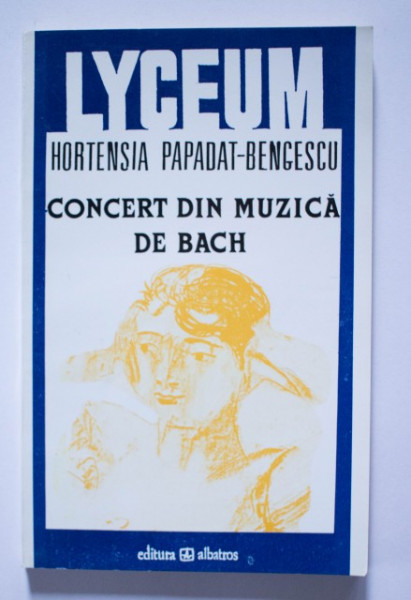 LYCEUM
HORTENSIA PAPADAT-BENGESCU
CONCERT DIN MUZICĂ
DE BACH
editura albatros